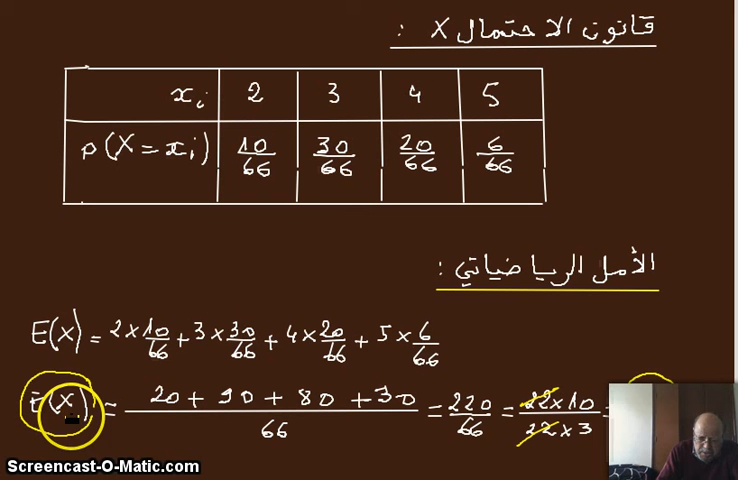 قانون الاحتمال X :
x_i 2 3 4 5
p(X = x_i) 10/66 30/66 20/66 6/66
الأمل الرياضياتي :
E(X) = 2 × 10/66 + 3 × 30/66 + 4 × 20/66 + 5 × 6/66
E(X) = (20 + 90 + 80 + 30)/66 = 220/66 = (22 × 10)/(22 × 3) =
Screencast-O-Matic.com